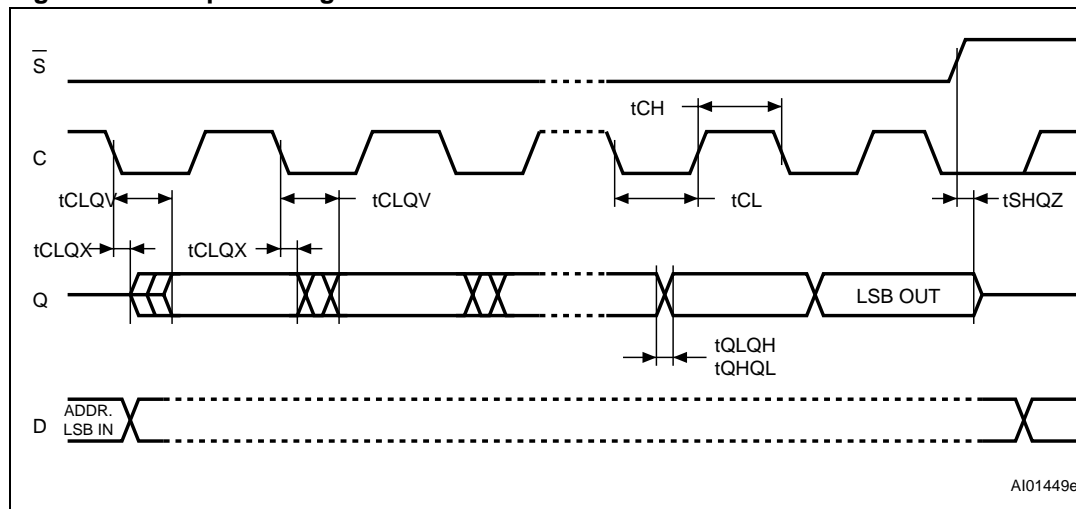 S
tCH
C
tCLQV
tCLQV
tCL
tSHQZ
tCLQX
tCLQX
Q
LSB OUT
tQLQH
tQHQL
ADDR.
D
LSB IN
AI01449e